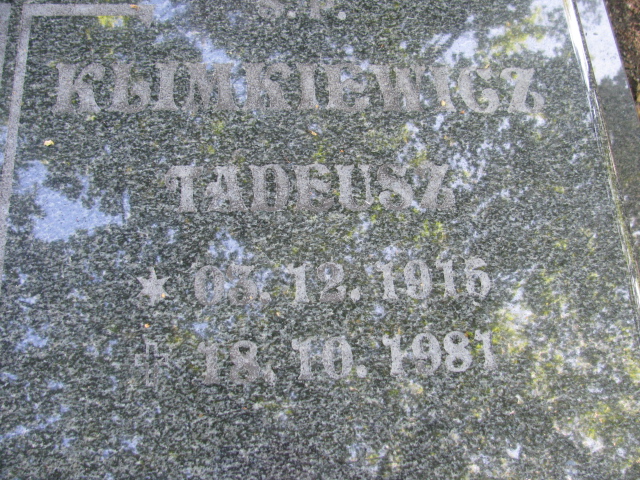 Ś.P.
KLIMKIEWICZ
TADEUSZ
★ 03.12.1915
✝ 18.10.1981